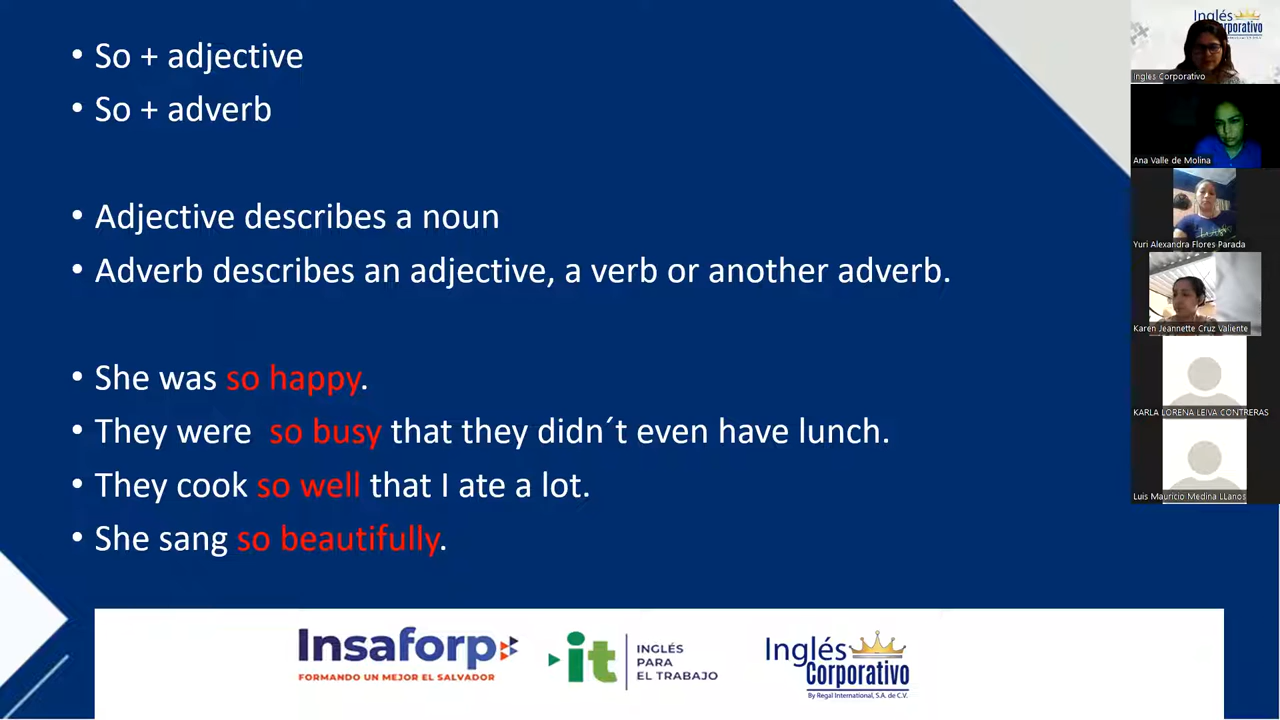 • So + adjective
• So + adverb
• Adjective describes a noun
• Adverb describes an adjective, a verb or another adverb.
• She was so happy.
• They were  so busy that they didn´t even have lunch.
• They cook so well that I ate a lot.
• She sang so beautifully.
Insaforp
FORMANDO UN MEJOR EL SALVADOR
it
INGLÉS
PARA
EL TRABAJO
Inglés
Corporativo
By Regal International, S.A. de C.V.
Inglés
Corporativo
Ingles Corporativo
Ana Valle de Molina
Yuri Alexandra Flores Parada
Karen Jeannette Cruz Valiente
KARLA LORENA LEIVA CONTRERAS
Luis Mauricio Medina LLanos